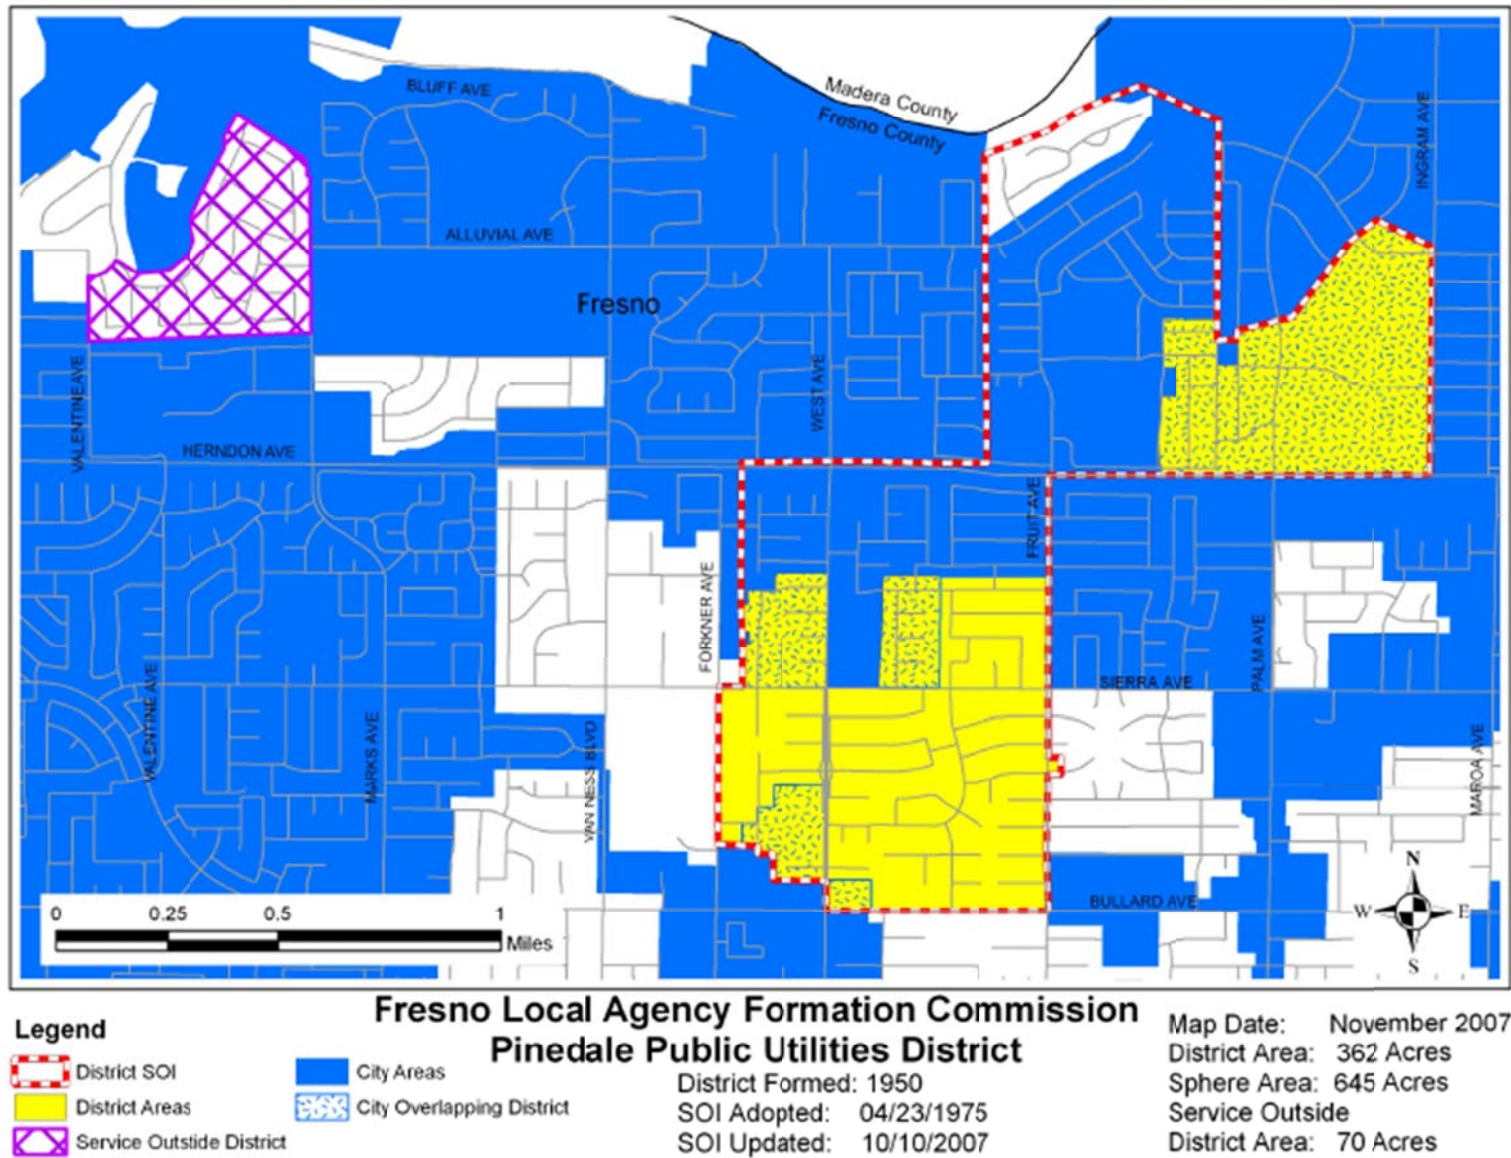 Madera County
Fresno County
BLUFF AVE
INGRAM AVE
ALLUVIAL AVE
Fresno
VALENTINE AVE
WEST AVE
HERNDON AVE
FRUIT AVE
FORKNER AVE
PALM AVE
SIERRA AVE
VALENTINE AVE
MARKS AVE
VAN NESS BLVD
MAROA AVE
BULLARD AVE
N
W E
S
0 0.25 0.5 1
Miles
Fresno Local Agency Formation Commission
Pinedale Public Utilities District
District Formed: 1950
SOI Adopted: 04/23/1975
SOI Updated: 10/10/2007
Legend
District SOI
District Areas
Service Outstide District
City Areas
City Overlapping District
Map Date: November 2007
District Area: 362 Acres
Sphere Area: 645 Acres
Service Outside
District Area: 70 Acres